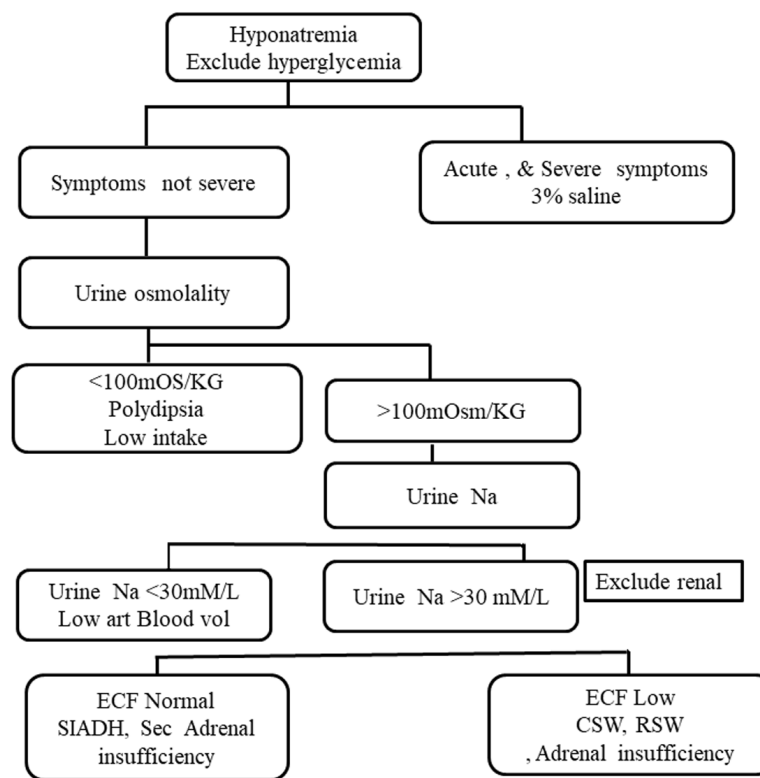 Hyponatremia
Exclude hyperglycemia
Symptoms not severe
Acute , & Severe symptoms
3% saline
Urine osmolality
<100mOS/KG
Polydipsia
Low intake
>100mOsm/KG
Urine Na
Urine Na <30mM/L
Low art Blood vol
Urine Na >30 mM/L
Exclude renal
ECF Normal
SIADH, Sec Adrenal
insufficiency
ECF Low
CSW, RSW
, Adrenal insufficiency